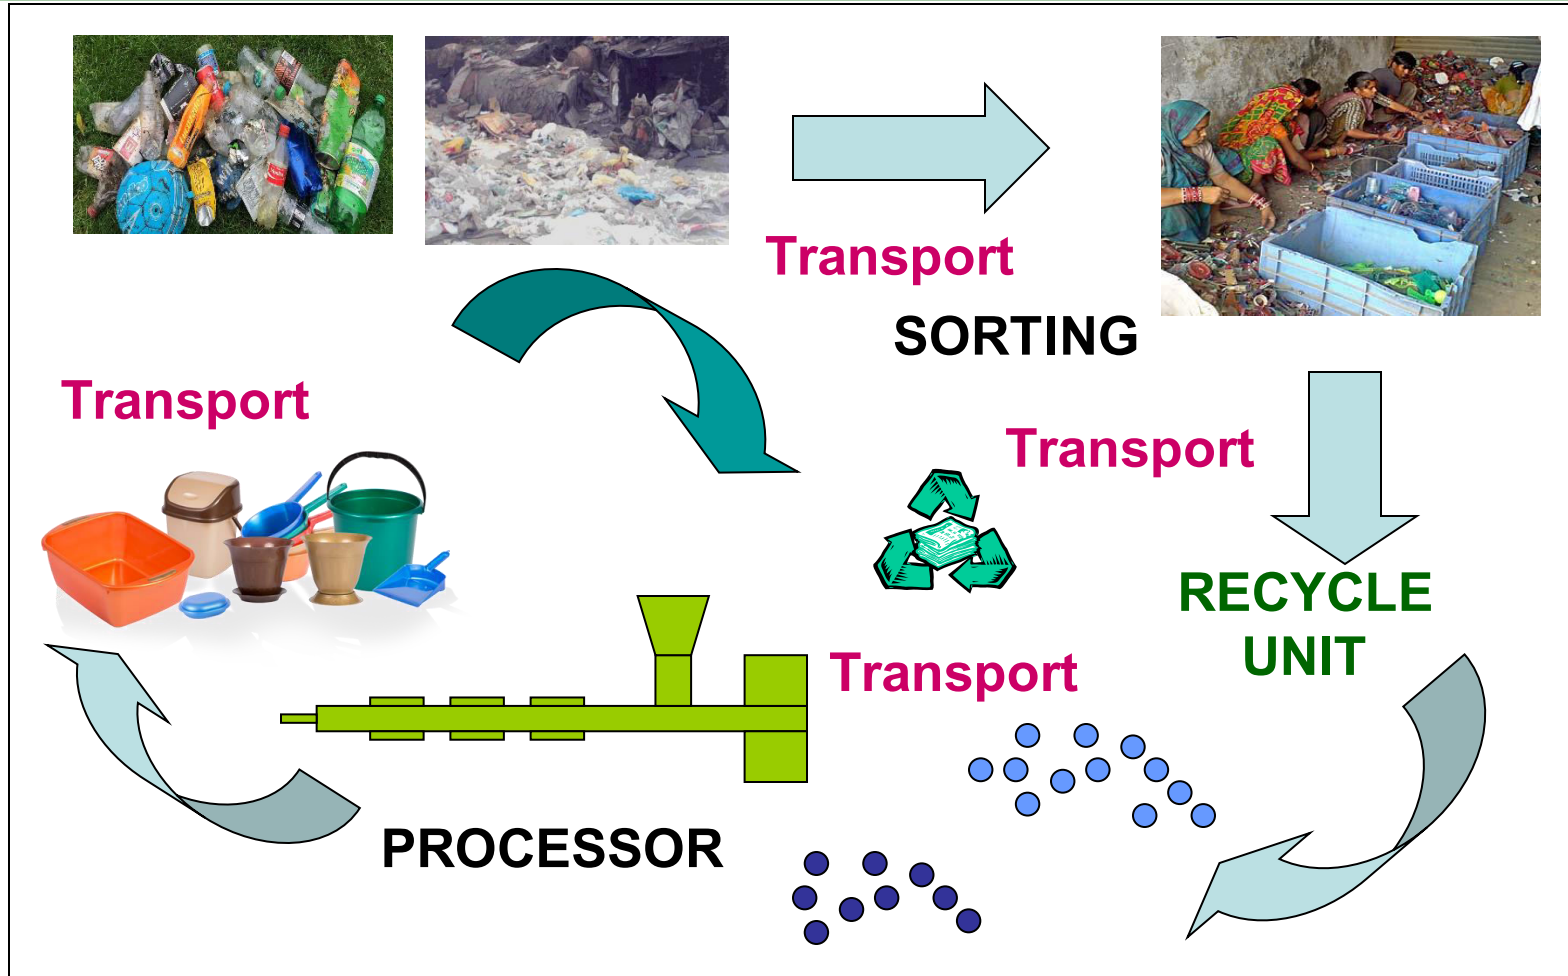 Transport
SORTING
Transport
Transport
RECYCLE
UNIT
Transport
PROCESSOR